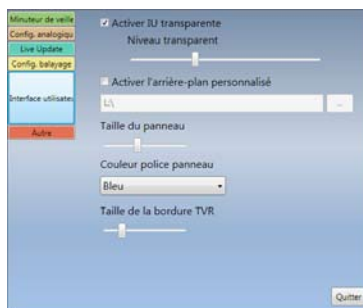 Minuteur de veille
Config. analogiqu
Live Update
Config. balayage
Interface utilisateu
Autre
Activer IU transparente
Niveau transparent
Activer l'arrière-plan personnalisé
L:\
...
Taille du panneau
Couleur police panneau
Bleu
Taille de la bordure TVR
Quitter